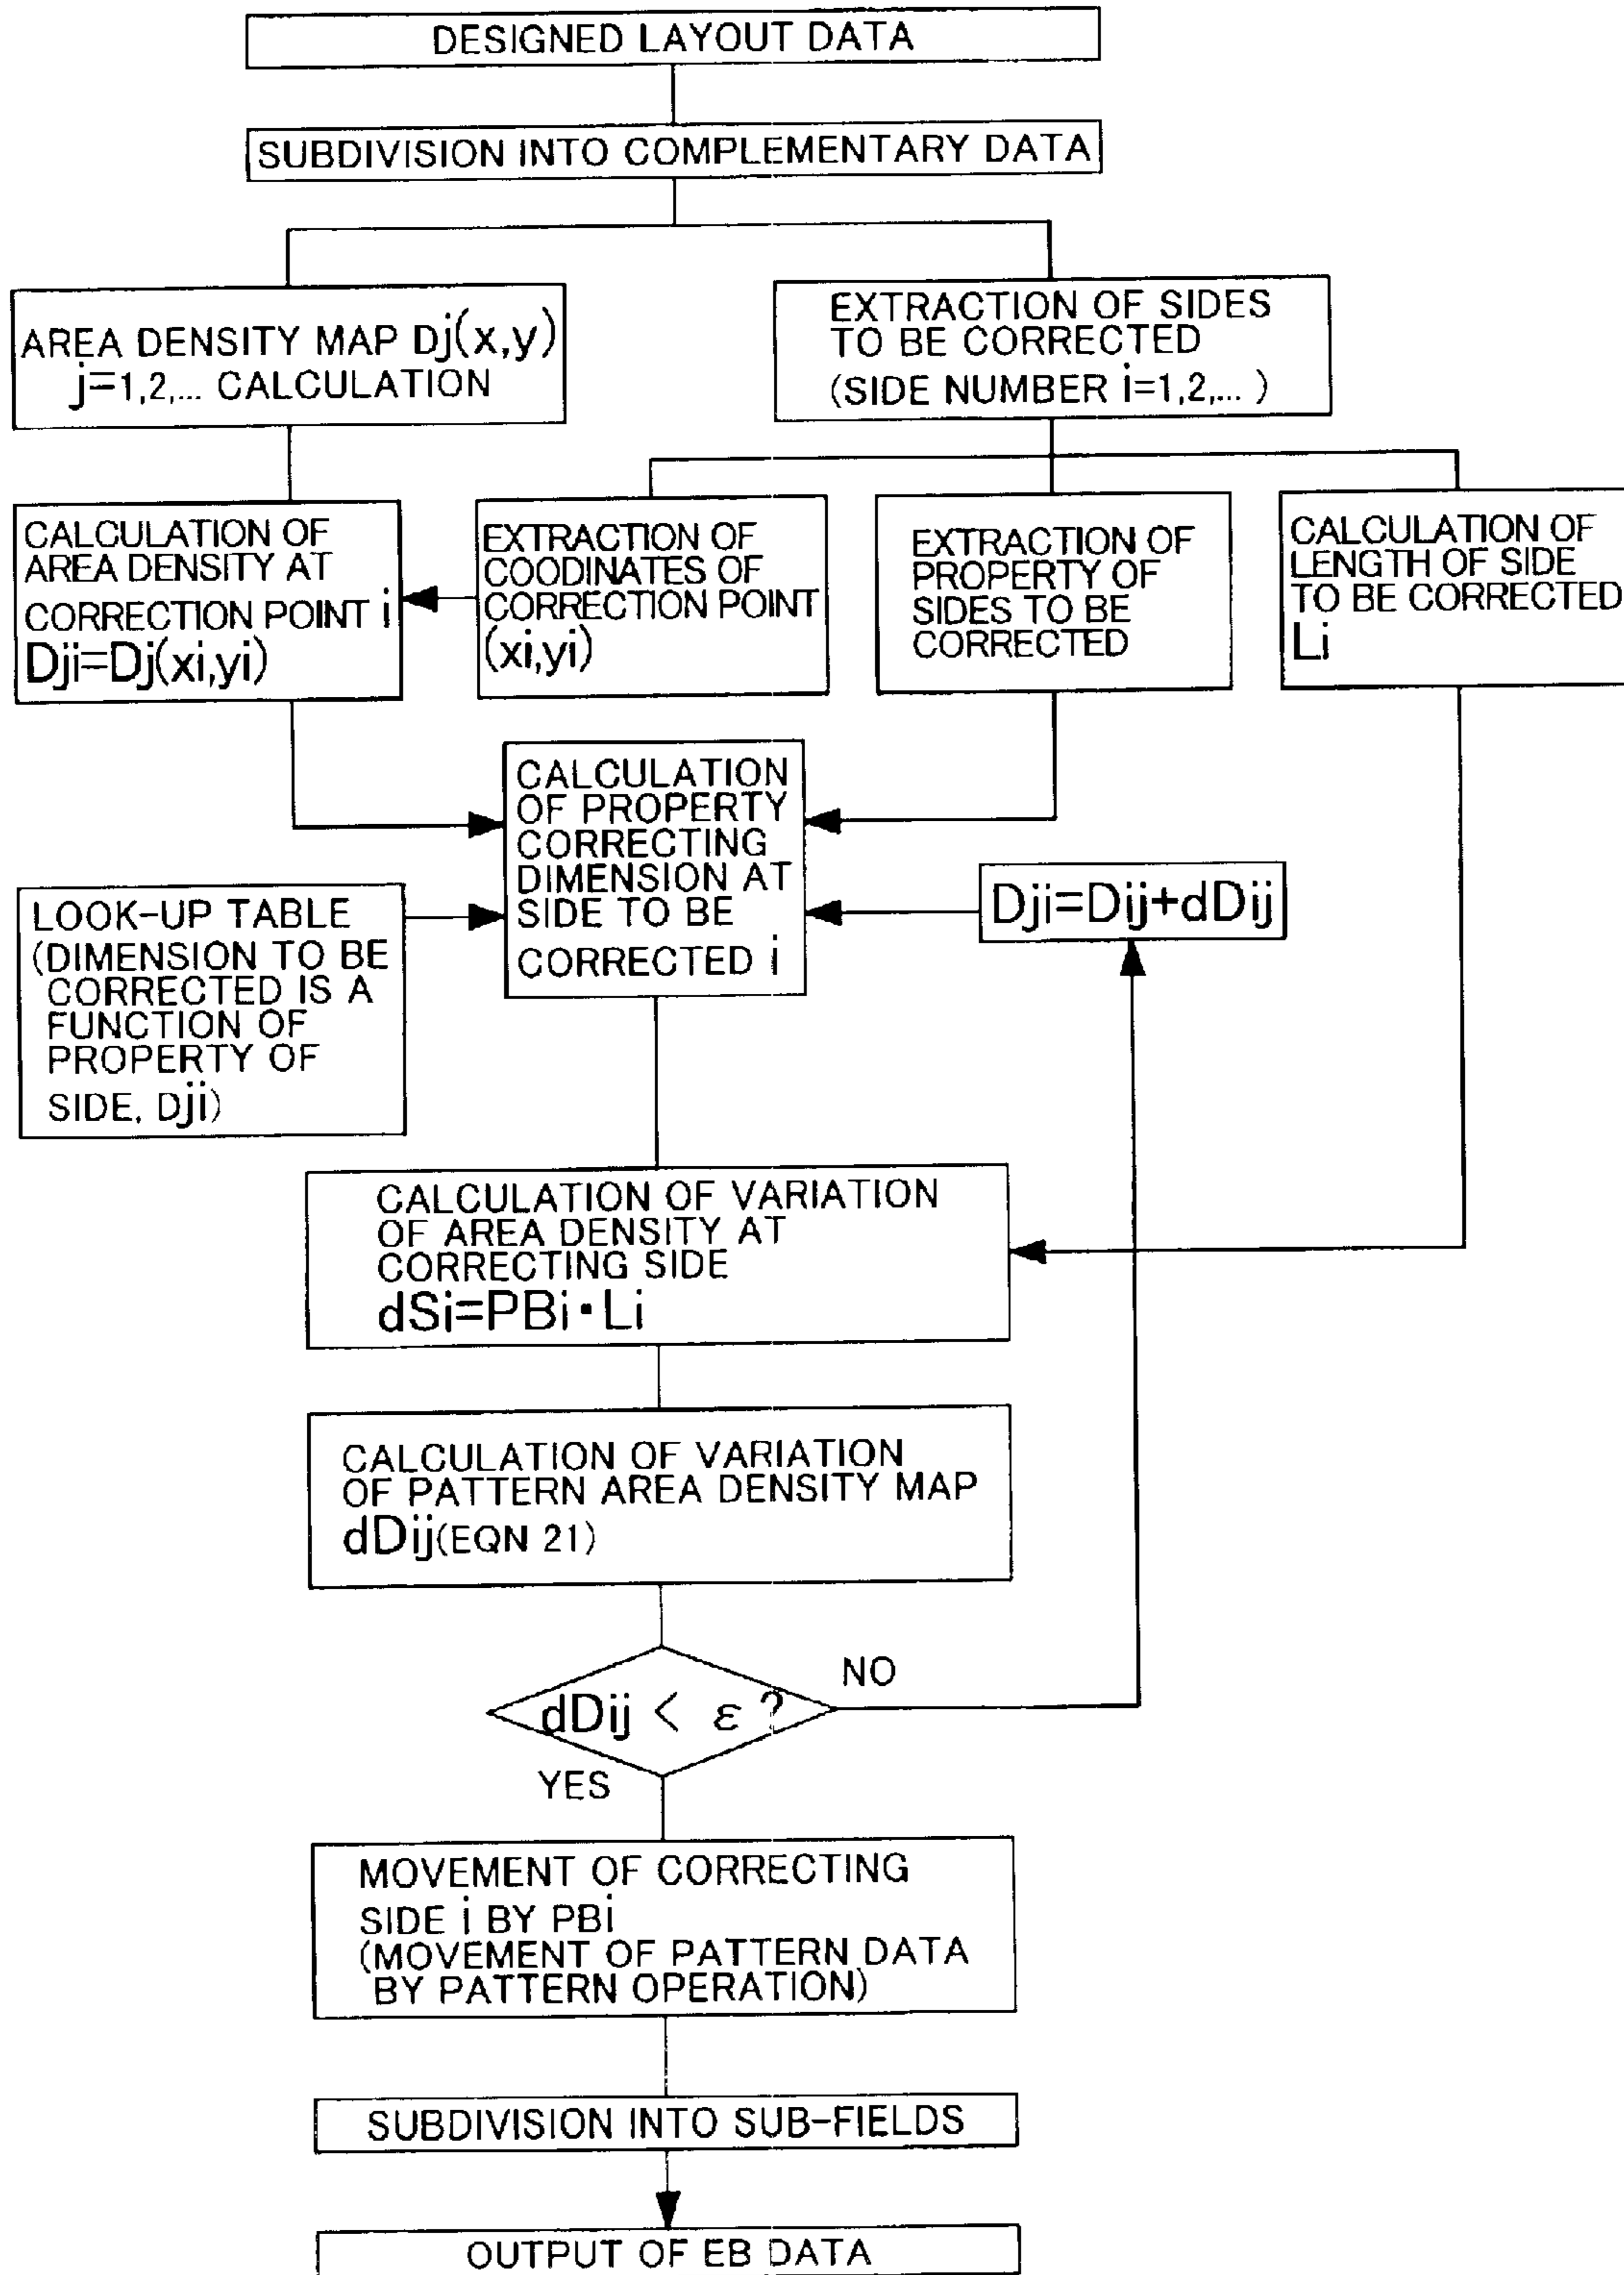 DESIGNED LAYOUT DATA
SUBDIVISION INTO COMPLEMENTARY DATA
AREA DENSITY MAP Dj(x,y)
j=1,2,... CALCULATION
EXTRACTION OF SIDES
TO BE CORRECTED
(SIDE NUMBER i=1,2,... )
CALCULATION OF
AREA DENSITY AT
CORRECTION POINT i
Dji=Dj(xi,yi)
EXTRACTION OF
COODINATES OF
CORRECTION POINT
(xi,yi)
EXTRACTION OF
PROPERTY OF
SIDES TO BE
CORRECTED
CALCULATION OF
LENGTH OF SIDE
TO BE CORRECTED
Li
CALCULATION
OF PROPERTY
CORRECTING
DIMENSION AT
SIDE TO BE
CORRECTED i
LOOK-UP TABLE
(DIMENSION TO BE
CORRECTED IS A
FUNCTION OF
PROPERTY OF
SIDE, Dji)
Dji=Dij+dDij
CALCULATION OF VARIATION
OF AREA DENSITY AT
CORRECTING SIDE
dSi=PBi・Li
CALCULATION OF VARIATION
OF PATTERN AREA DENSITY MAP
dDij(EQN 21)
dDij < ε ?
NO
YES
MOVEMENT OF CORRECTING
SIDE i BY PBi
(MOVEMENT OF PATTERN DATA
BY PATTERN OPERATION)
SUBDIVISION INTO SUB-FIELDS
OUTPUT OF EB DATA